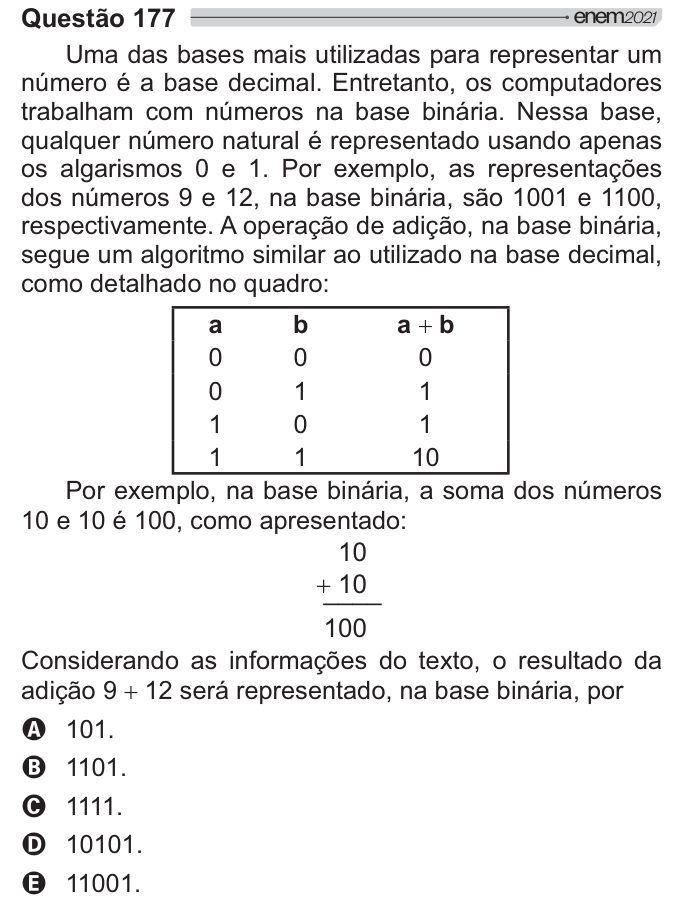 Questão 177 enem2021
Uma das bases mais utilizadas para representar um
número é a base decimal. Entretanto, os computadores
trabalham com números na base binária. Nessa base,
qualquer número natural é representado usando apenas
os algarismos 0 e 1. Por exemplo, as representações
dos números 9 e 12, na base binária, são 1001 e 1100,
respectivamente. A operação de adição, na base binária,
segue um algoritmo similar ao utilizado na base decimal,
como detalhado no quadro:
a b a + b
0 0 0
0 1 1
1 0 1
1 1 10
Por exemplo, na base binária, a soma dos números
10 e 10 é 100, como apresentado:
10
+ 10
100
Considerando as informações do texto, o resultado da
adição 9 + 12 será representado, na base binária, por
A 101.
B 1101.
C 1111.
D 10101.
E 11001.